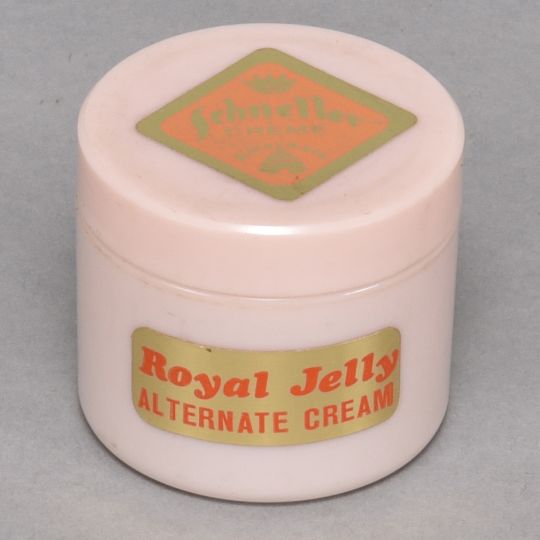 Schneller
CREME
Royal Jelly
ALTERNATE CREAM